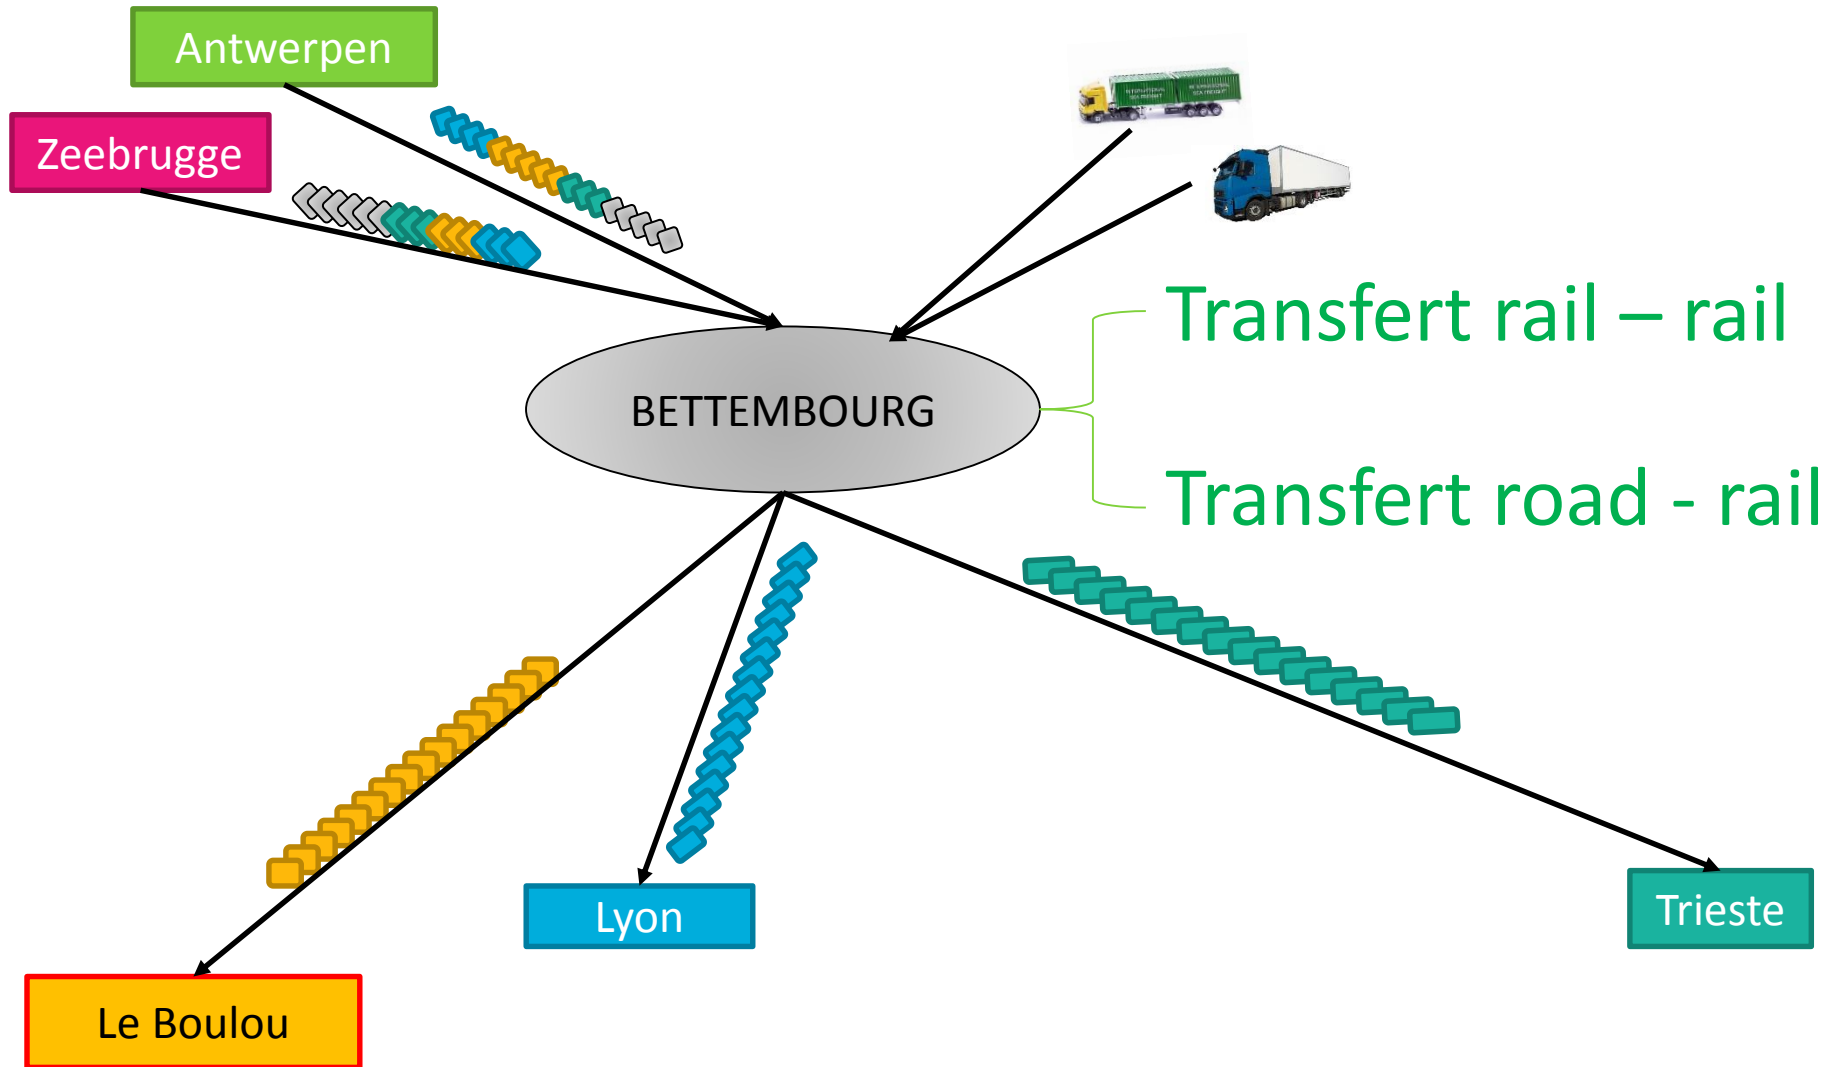 Antwerpen
Zeebrugge
BETTEMBOURG
Transfert rail – rail
Transfert road - rail
Lyon
Trieste
Le Boulou